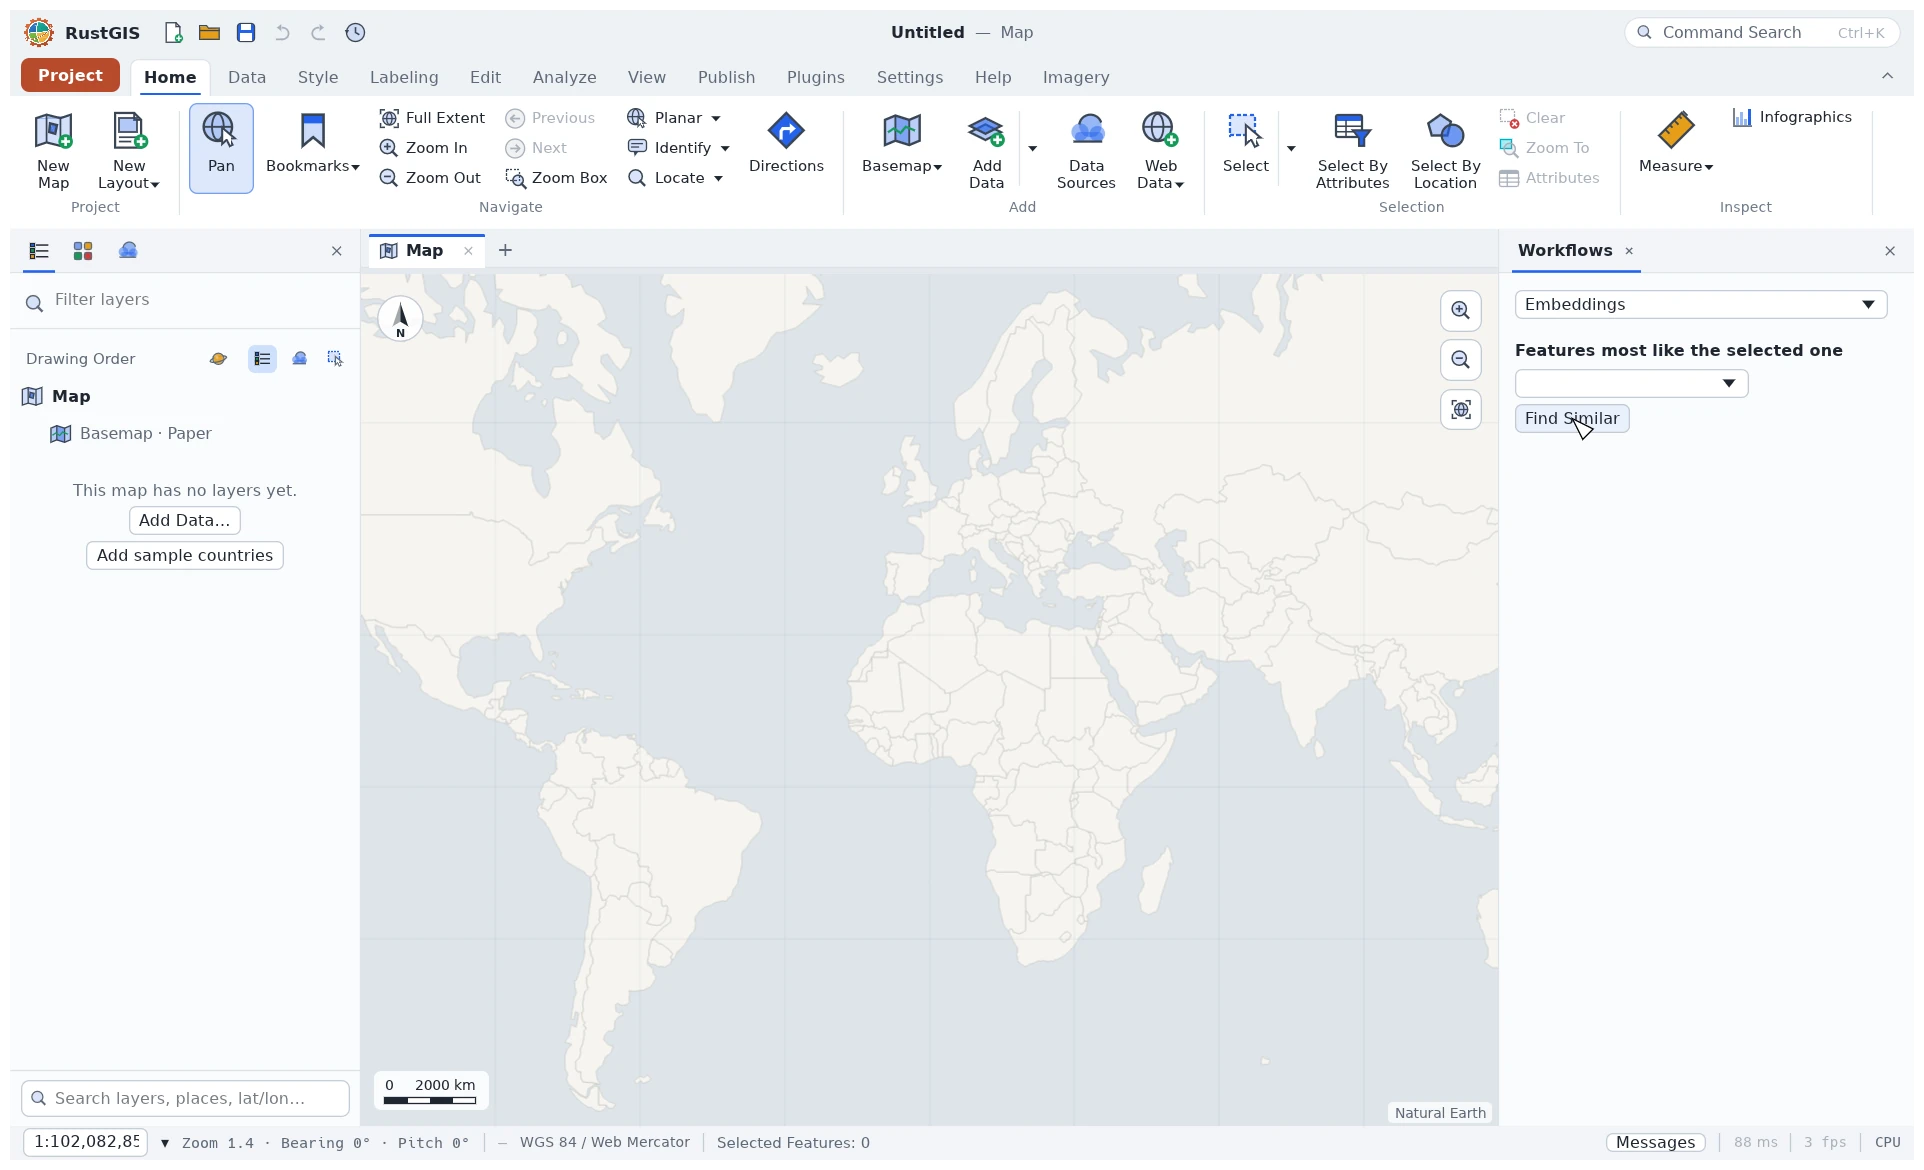 RustGIS
Untitled — Map
Command Search Ctrl+K
Project Home Data Style Labeling Edit Analyze View Publish Plugins Settings Help Imagery
New Map
New Layout
Project
Pan
Bookmarks
Full Extent
Zoom In
Zoom Out
Previous
Next
Zoom Box
Planar
Identify
Locate
Directions
Navigate
Basemap
Add Data
Data Sources
Web Data
Add
Select
Select By Attributes
Select By Location
Clear
Zoom To
Attributes
Selection
Measure
Infographics
Inspect
Filter layers
Drawing Order
Map
Basemap · Paper
This map has no layers yet.
Add Data...
Add sample countries
Search layers, places, lat/lon...
Map
N
0 2000 km
Natural Earth
Workflows
Embeddings
Features most like the selected one
Find Similar
1:102,082,85
Zoom 1.4 · Bearing 0° · Pitch 0°
— WGS 84 / Web Mercator
Selected Features: 0
Messages
88 ms
3 fps
CPU